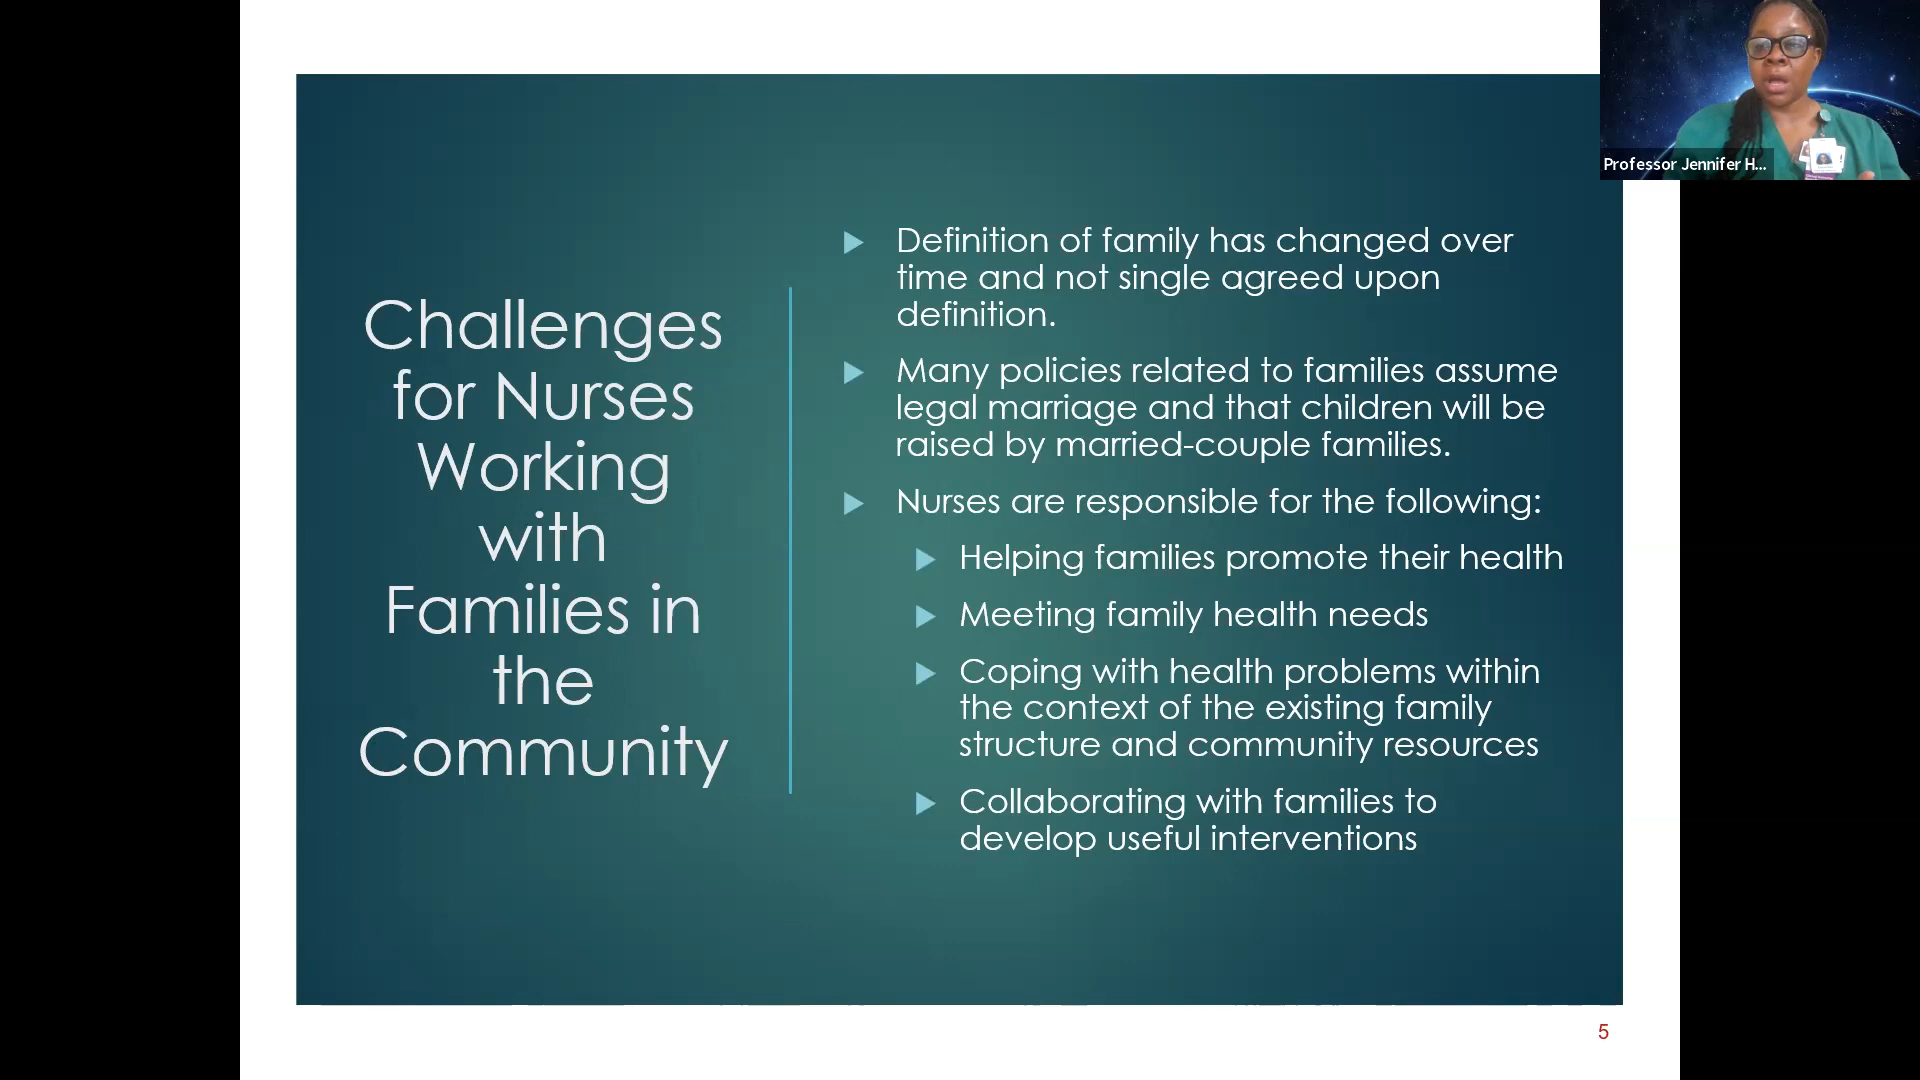 Challenges
for Nurses
Working
with
Families in
the
Community
Definition of family has changed over
time and not single agreed upon
definition.
Many policies related to families assume
legal marriage and that children will be
raised by married-couple families.
Nurses are responsible for the following:
Helping families promote their health
Meeting family health needs
Coping with health problems within
the context of the existing family
structure and community resources
Collaborating with families to
develop useful interventions
Professor Jennifer H...
5